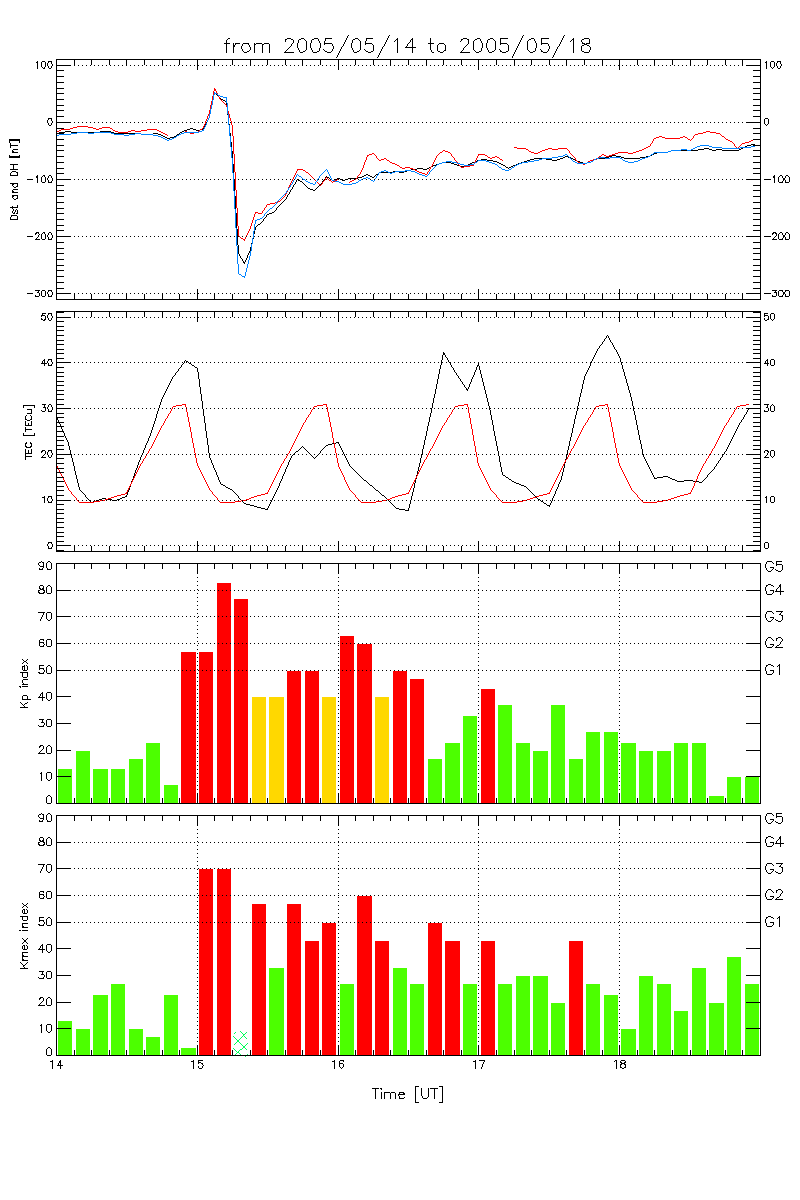 from 2005/05/14 to 2005/05/18
100 100
0 0
-100 -100
-200 -200
-300 -300
Dst and DH [nT]
50 50
40 40
30 30
20 20
10 10
0 0
TEC [TECu]
90 G5
80 G4
70 G3
60 G2
50 G1
40
30
20
10
0
Kp index
90 G5
80 G4
70 G3
60 G2
50 G1
40
30
20
10
0
Kmex index
14 15 16 17 18
Time [UT]